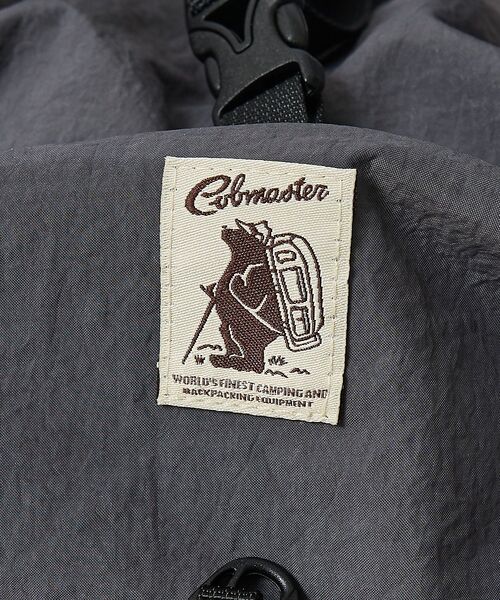 Cobmaster
WORLD'S FINEST CAMPING AND
BACKPACKING EQUIPMENT